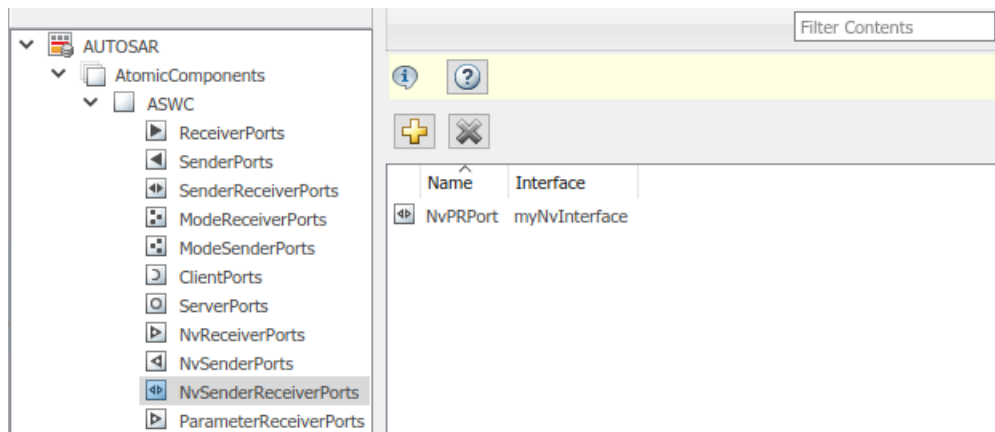 Filter Contents
AUTOSAR
AtomicComponents
ASWC
ReceiverPorts
SenderPorts
SenderReceiverPorts
ModeReceiverPorts
ModeSenderPorts
ClientPorts
ServerPorts
NvReceiverPorts
NvSenderPorts
NvSenderReceiverPorts
ParameterReceiverPorts
Name Interface
NvPRPort myNvInterface